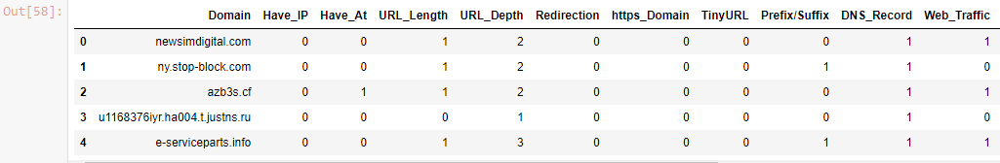 Out[58]:
Domain Have_IP Have_At URL_Length URL_Depth Redirection https_Domain TinyURL Prefix/Suffix DNS_Record Web_Traffic
0 newsimdigital.com 0 0 1 2 0 0 0 0 1 1
1 ny.stop-block.com 0 0 1 2 0 0 0 1 1 0
2 azb3s.cf 0 1 1 2 0 0 0 0 1 1
3 u1168376iyr.ha004.t.justns.ru 0 0 0 1 0 0 0 0 1 0
4 e-serviceparts.info 0 0 1 3 0 0 0 1 1 1